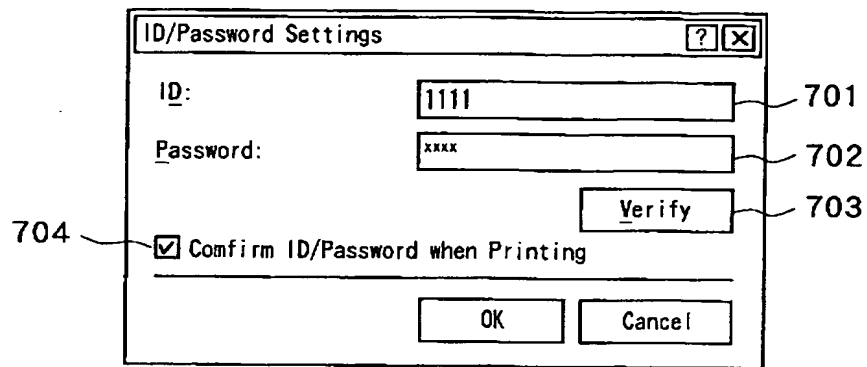 ID/Password Settings ?
ID: 1111 701
Password: xxxx 702
Verify 703
704 Comfirm ID/Password when Printing
OK Cancel